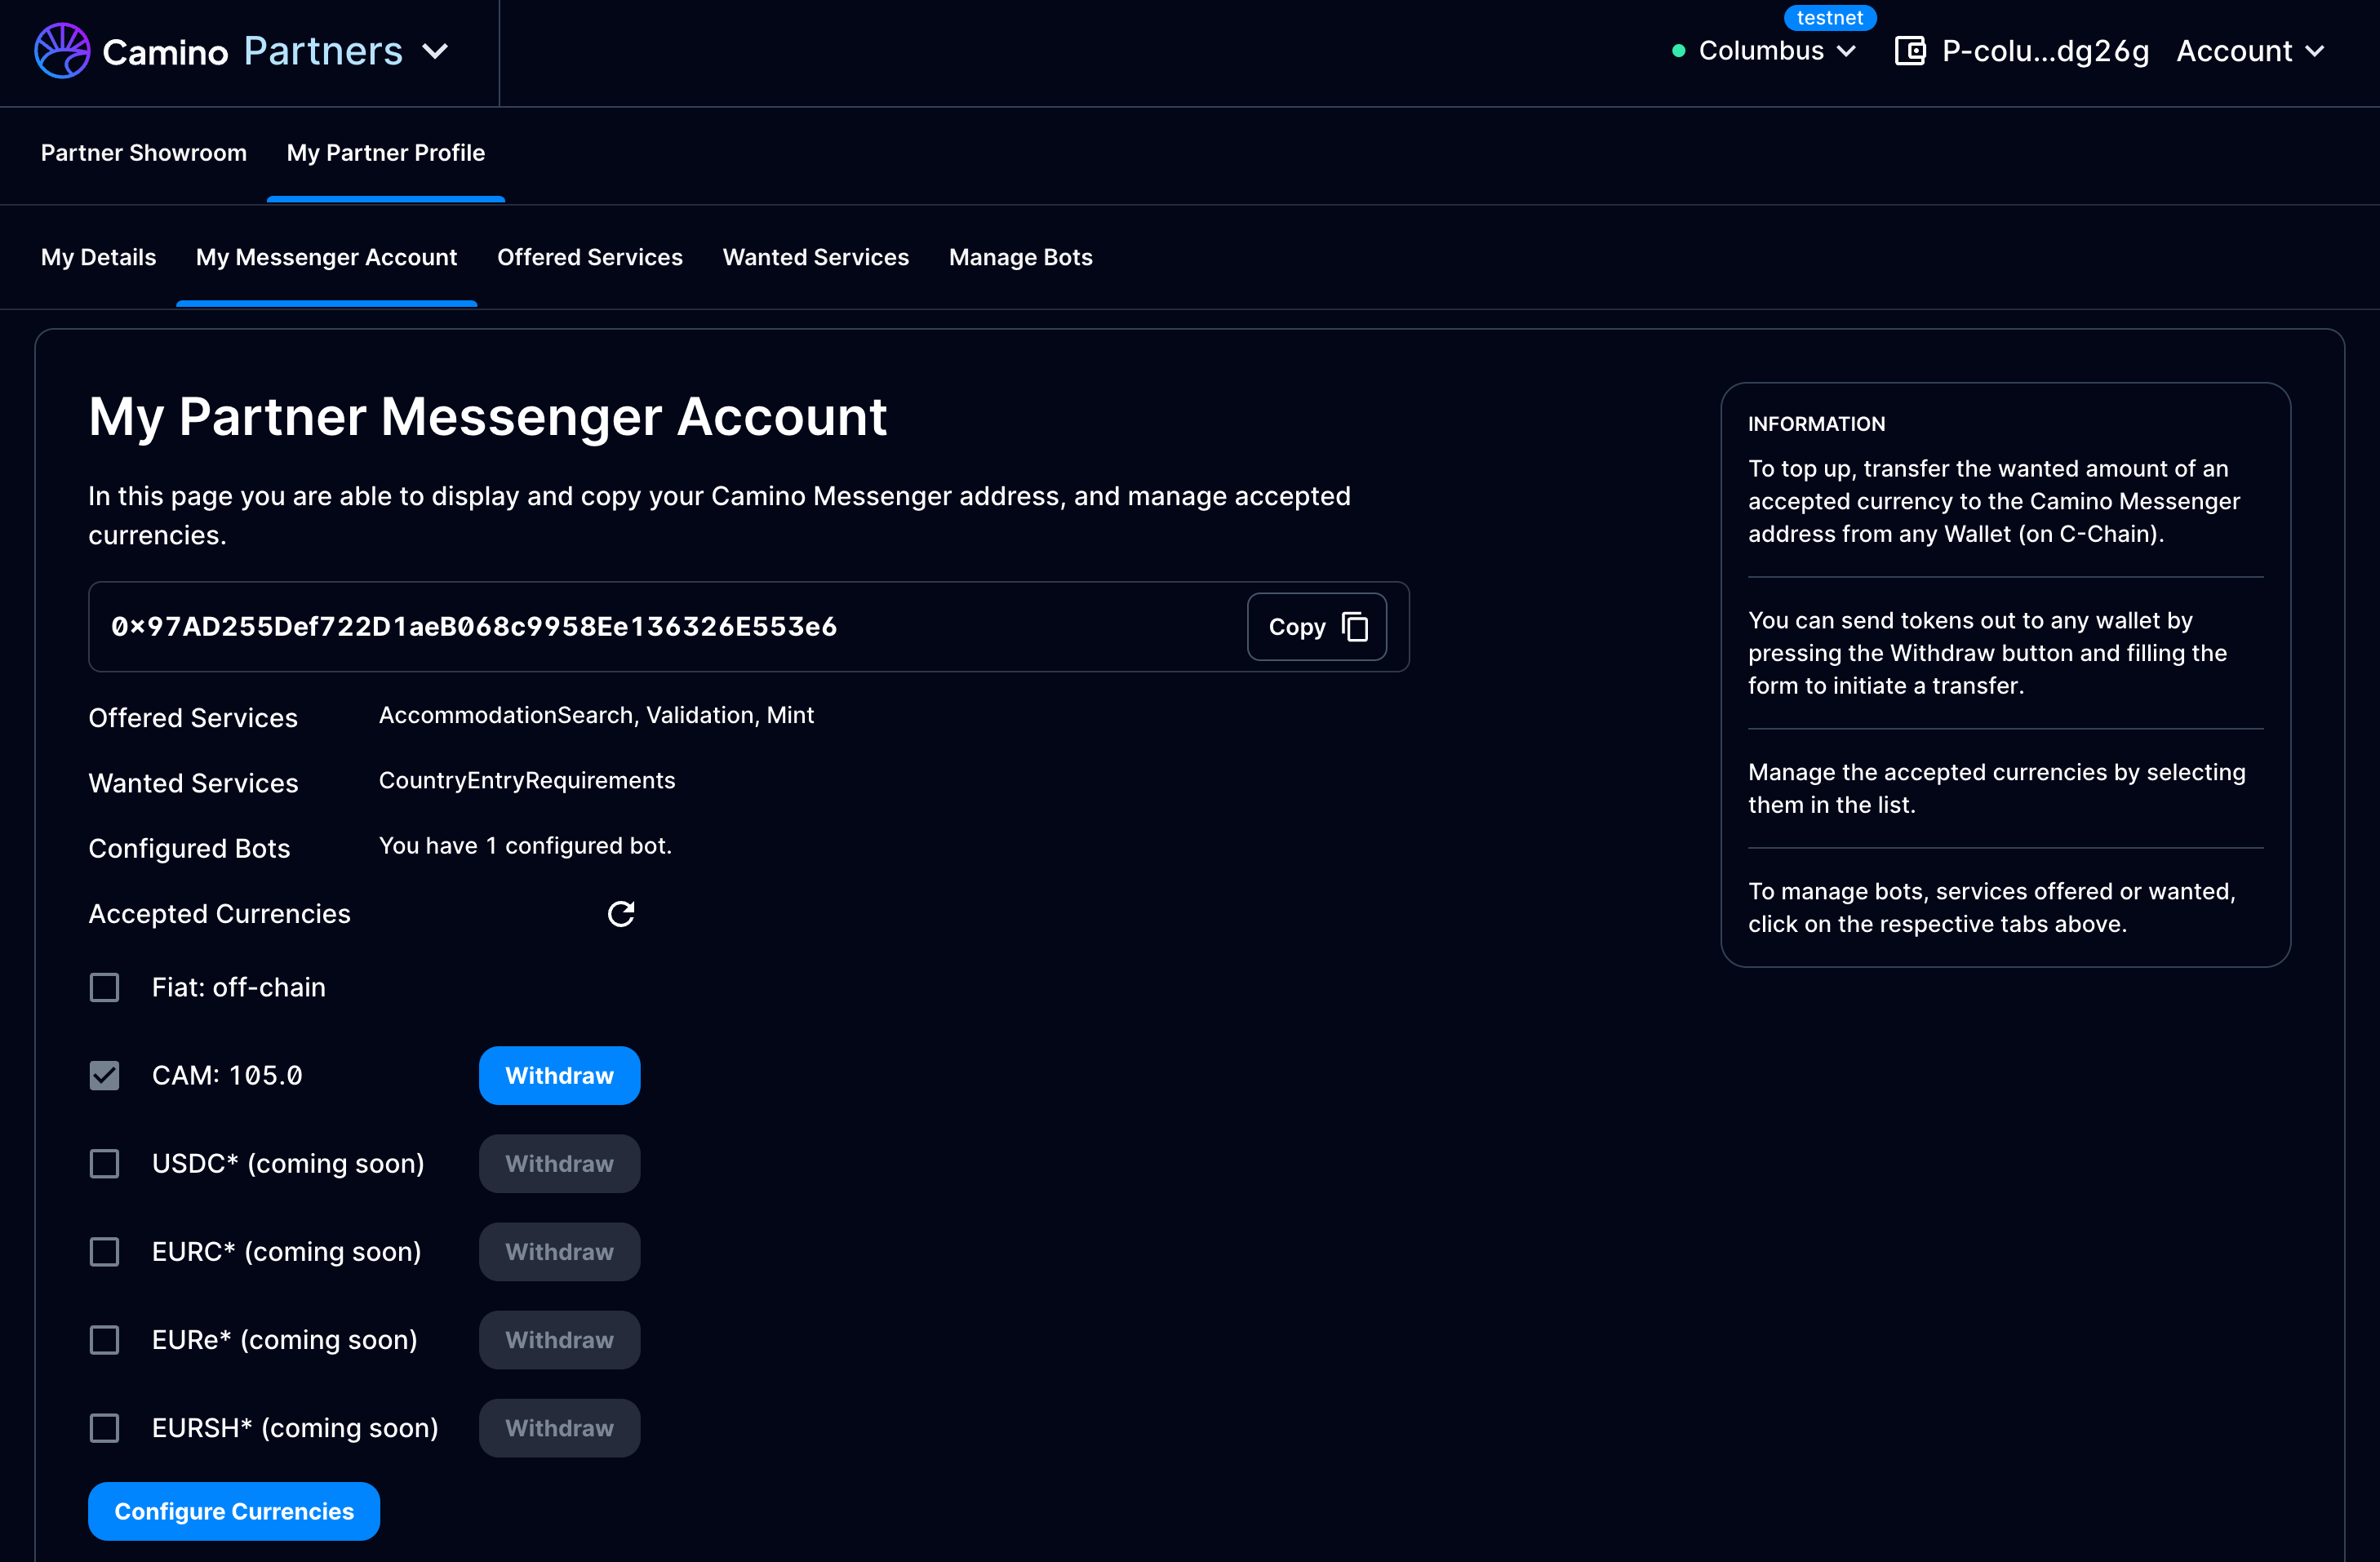 Camino Partners
testnet
Columbus
P-colu...dg26g
Account
Partner Showroom
My Partner Profile
My Details
My Messenger Account
Offered Services
Wanted Services
Manage Bots
My Partner Messenger Account
In this page you are able to display and copy your Camino Messenger address, and manage accepted
currencies.
0x97AD255Def722D1aeB068c9958Ee136326E553e6
Copy
Offered Services
AccommodationSearch, Validation, Mint
Wanted Services
CountryEntryRequirements
Configured Bots
You have 1 configured bot.
Accepted Currencies
Fiat: off-chain
CAM: 105.0
Withdraw
USDC* (coming soon)
Withdraw
EURC* (coming soon)
Withdraw
EURe* (coming soon)
Withdraw
EURSH* (coming soon)
Withdraw
Configure Currencies
INFORMATION
To top up, transfer the wanted amount of an
accepted currency to the Camino Messenger
address from any Wallet (on C-Chain).
You can send tokens out to any wallet by
pressing the Withdraw button and filling the
form to initiate a transfer.
Manage the accepted currencies by selecting
them in the list.
To manage bots, services offered or wanted,
click on the respective tabs above.